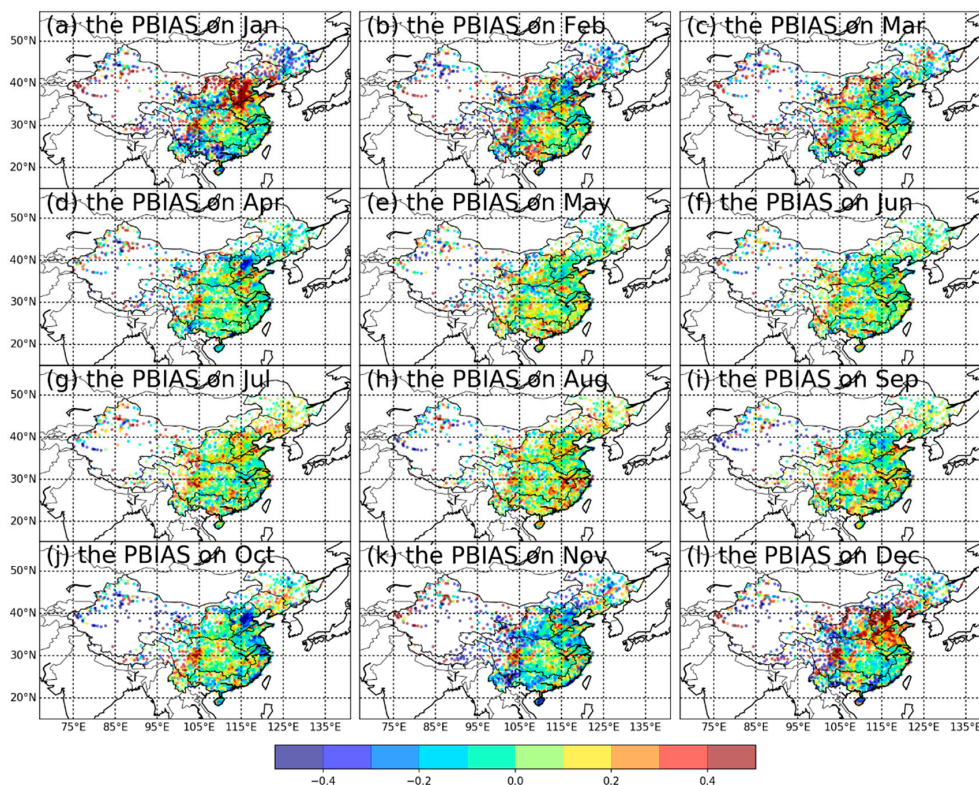 (a) the PBIAS on Jan
(b) the PBIAS on Feb
(c) the PBIAS on Mar
50°N
40°N
30°N
20°N
(d) the PBIAS on Apr
(e) the PBIAS on May
(f) the PBIAS on Jun
50°N
40°N
30°N
20°N
(g) the PBIAS on Jul
(h) the PBIAS on Aug
(i) the PBIAS on Sep
50°N
40°N
30°N
20°N
(j) the PBIAS on Oct
(k) the PBIAS on Nov
(l) the PBIAS on Dec
50°N
40°N
30°N
20°N
75°E 85°E 95°E 105°E 115°E 125°E 135°E
75°E 85°E 95°E 105°E 115°E 125°E 135°E
75°E 85°E 95°E 105°E 115°E 125°E 135°E
−0.4 −0.2 0.0 0.2 0.4